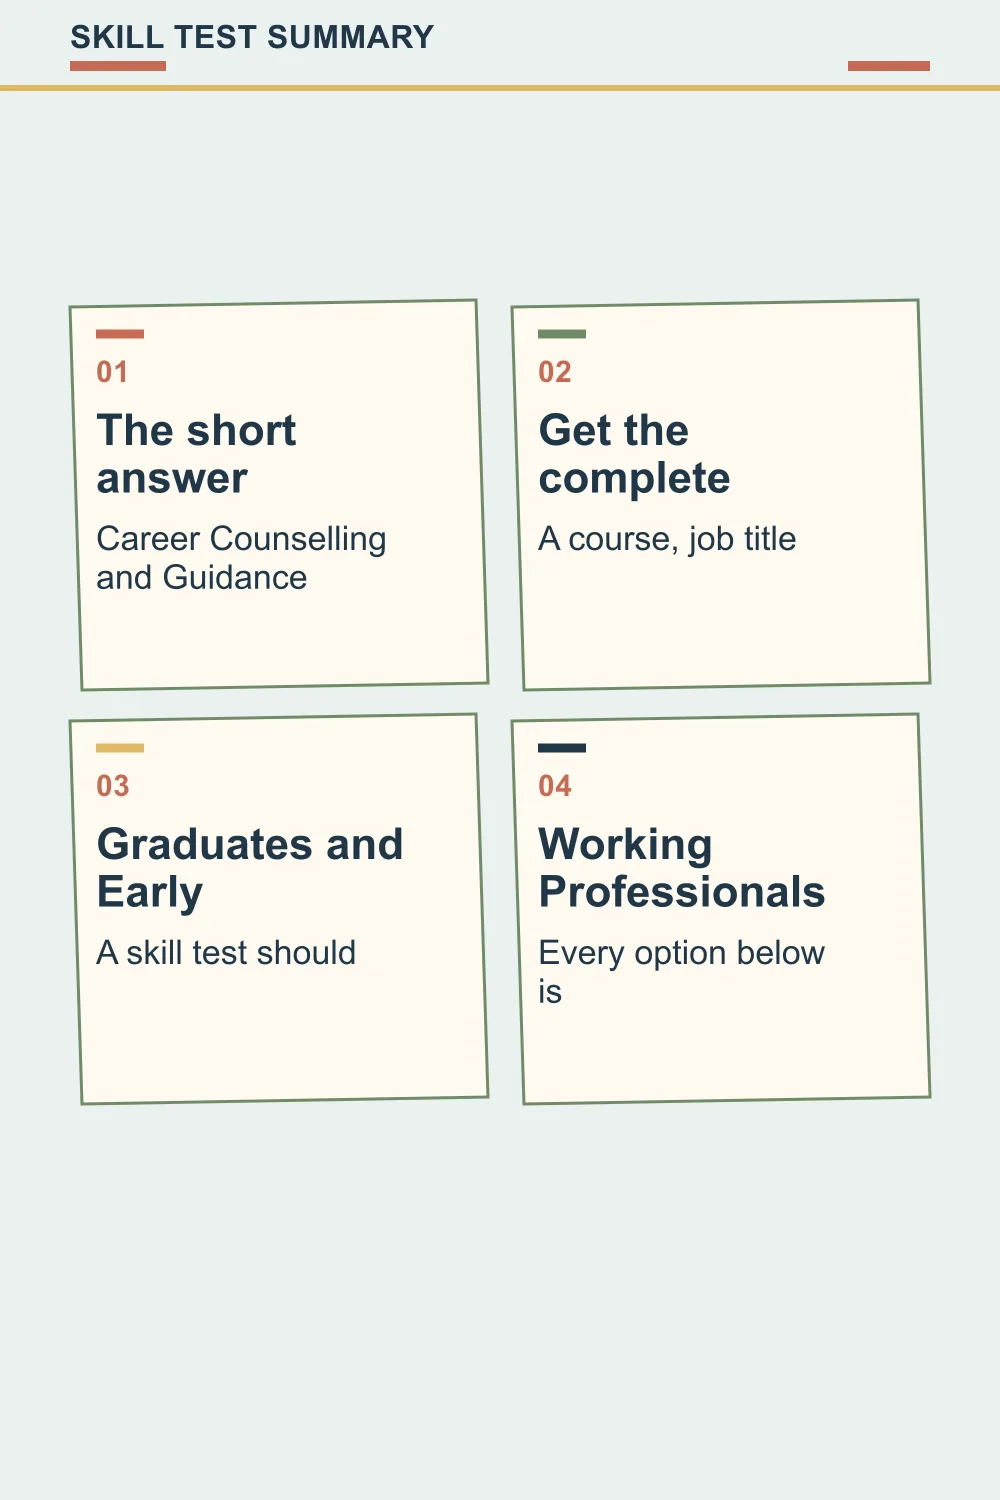 SKILL TEST SUMMARY
01
The short
answer
Career Counselling
and Guidance
02
Get the
complete
A course, job title
03
Graduates and
Early
A skill test should
04
Working
Professionals
Every option below
is